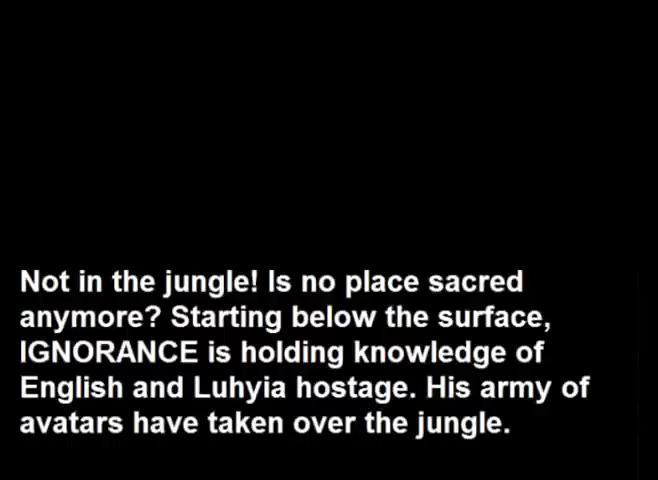 Not in the jungle! Is no place sacred
anymore? Starting below the surface,
IGNORANCE is holding knowledge of
English and Luhyia hostage. His army of
avatars have taken over the jungle.